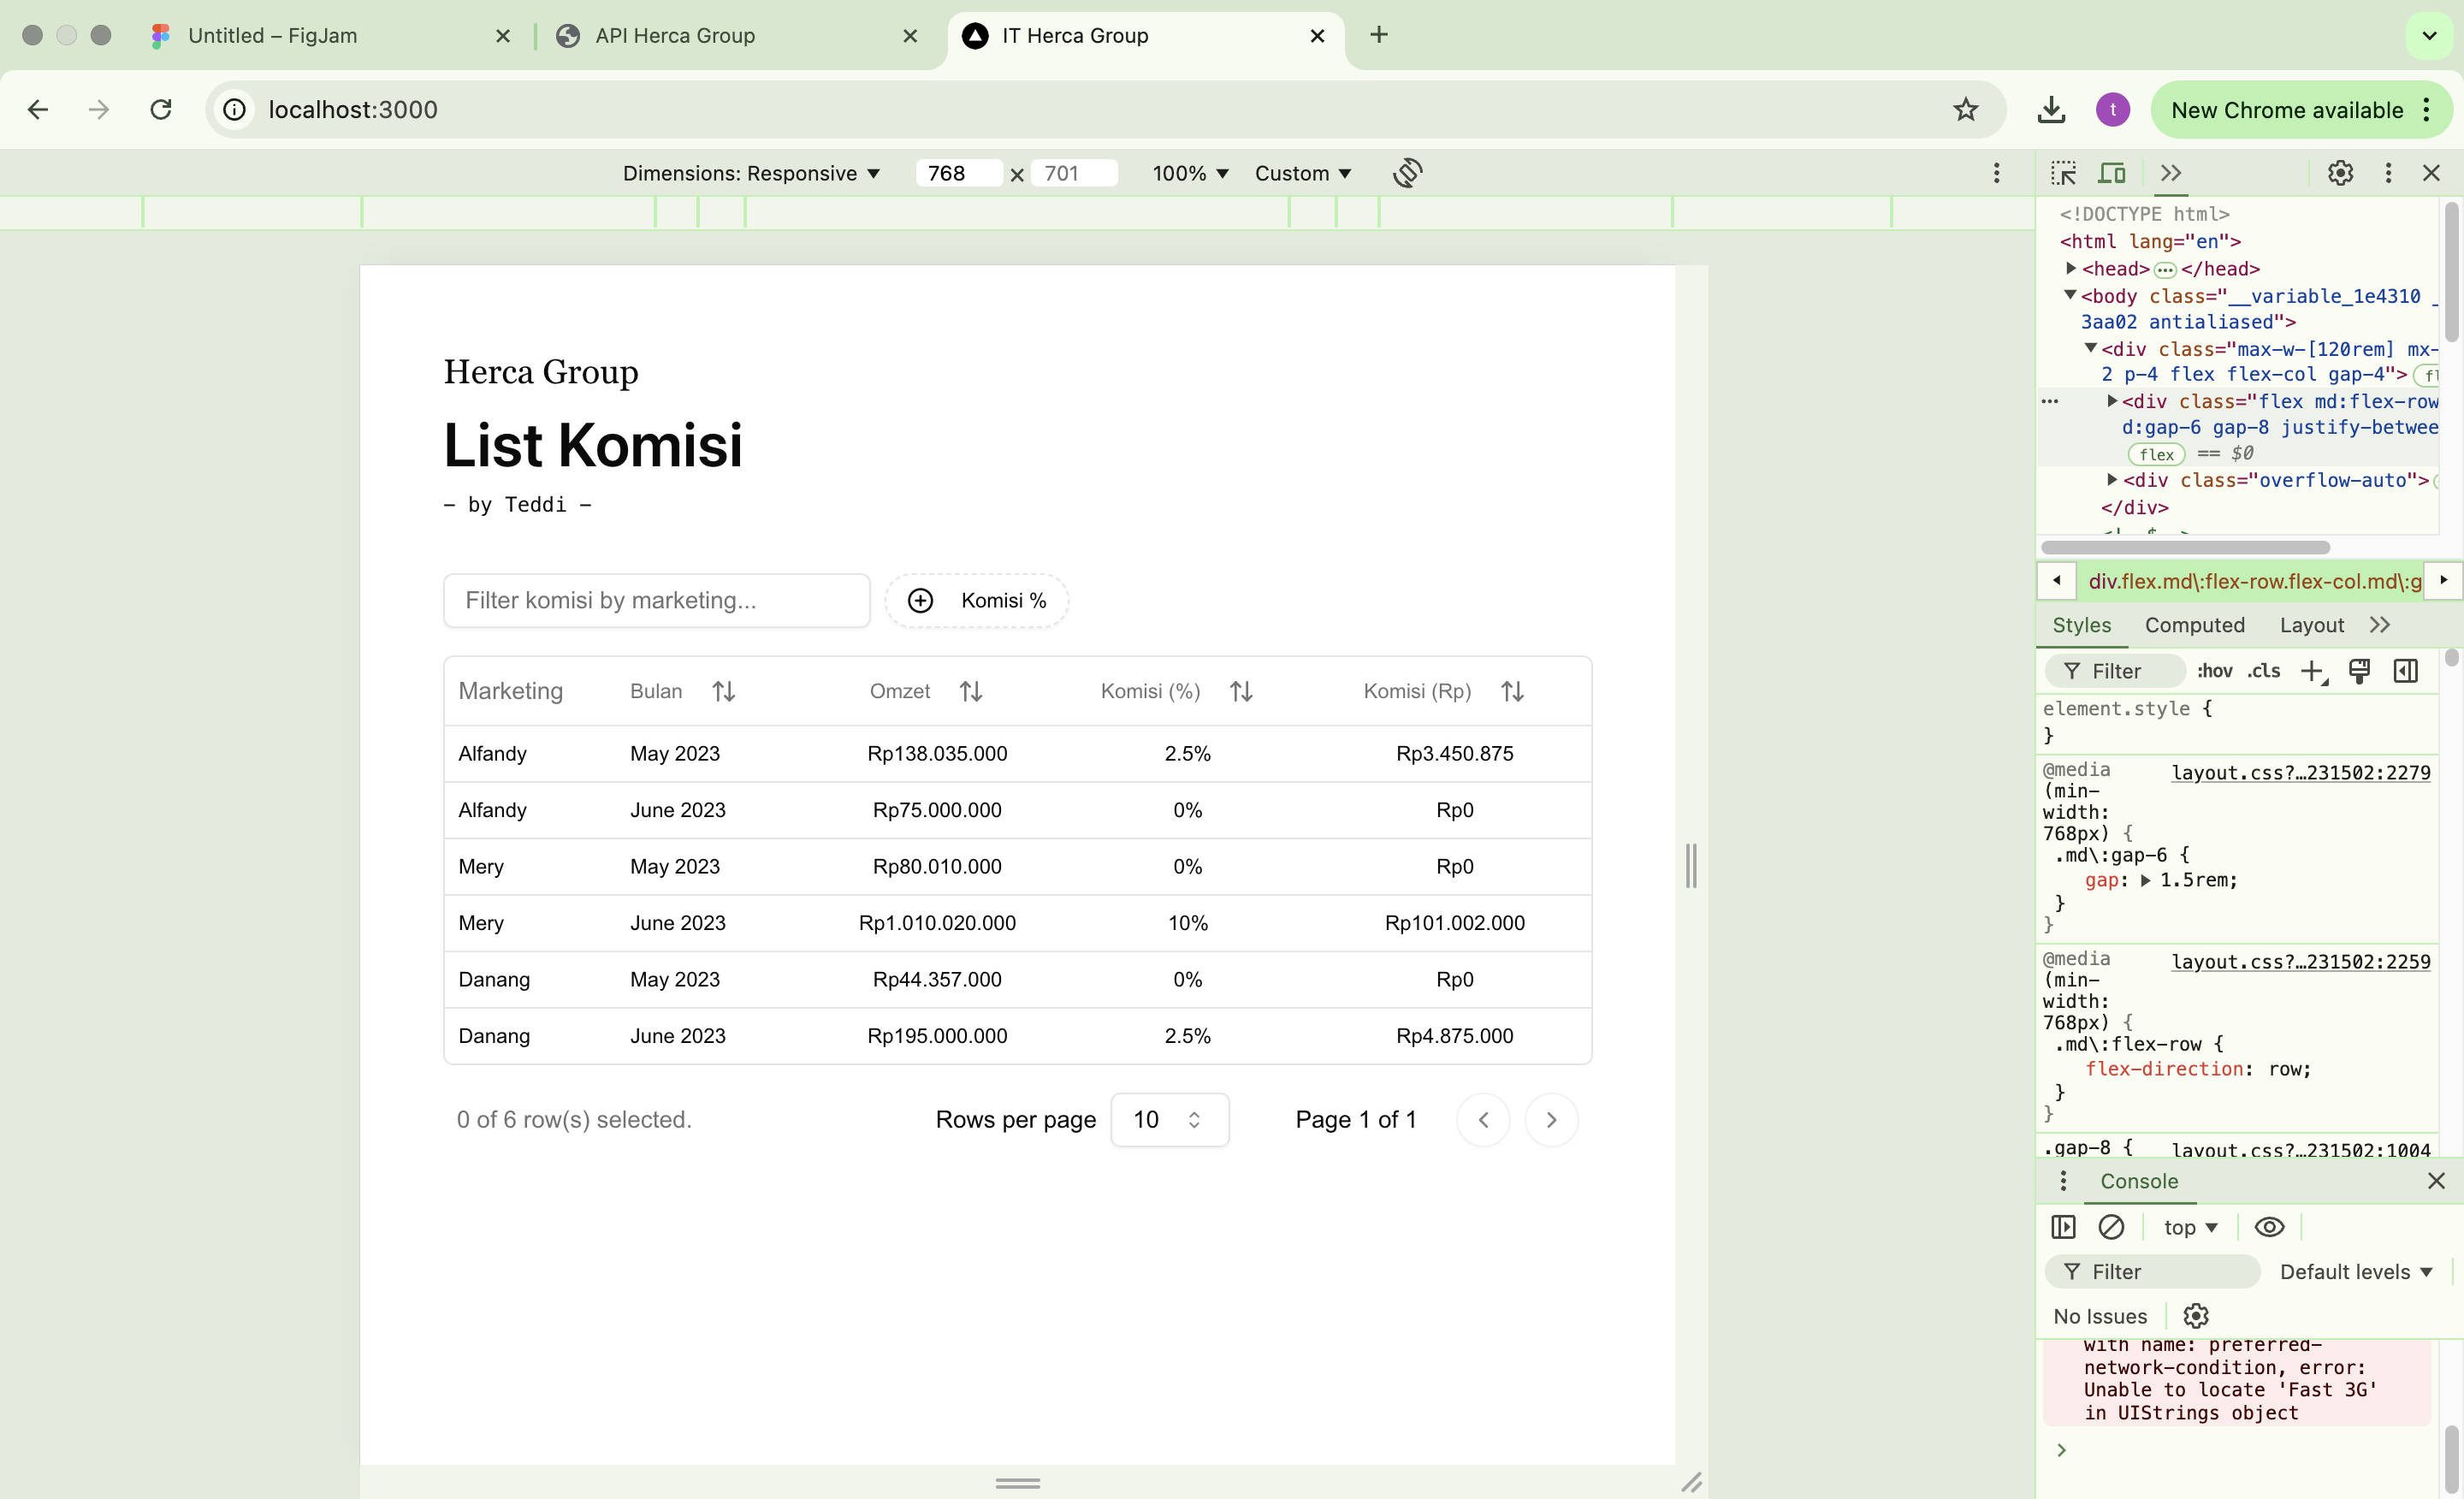 Untitled – FigJam
API Herca Group
IT Herca Group
localhost:3000
t
New Chrome available
Dimensions: Responsive
768 × 701
100%
Custom
Herca Group
List Komisi
- by Teddi -
Filter komisi by marketing...
Komisi %
Marketing Bulan Omzet Komisi (%) Komisi (Rp)
Alfandy May 2023 Rp138.035.000 2.5% Rp3.450.875
Alfandy June 2023 Rp75.000.000 0% Rp0
Mery May 2023 Rp80.010.000 0% Rp0
Mery June 2023 Rp1.010.020.000 10% Rp101.002.000
Danang May 2023 Rp44.357.000 0% Rp0
Danang June 2023 Rp195.000.000 2.5% Rp4.875.000
0 of 6 row(s) selected.
Rows per page 10
Page 1 of 1
<!DOCTYPE html>
<html lang="en">
<head> ••• </head>
<body class="__variable_1e4310 _
3aa02 antialiased">
<div class="max-w-[120rem] mx-
2 p-4 flex flex-col gap-4">
<div class="flex md:flex-row
d:gap-6 gap-8 justify-betwee
flex == $0
<div class="overflow-auto">
</div>
div.flex.md\:flex-row.flex-col.md\:g
Styles Computed Layout
Filter :hov .cls
element.style {
}
@media layout.css?…231502:2279
(min-
width:
768px) {
.md\:gap-6 {
gap: 1.5rem;
}
}
@media layout.css?…231502:2259
(min-
width:
768px) {
.md\:flex-row {
flex-direction: row;
}
}
.gap-8 { layout.css?…231502:1004
Console
top
Filter
Default levels
No Issues
with name: preferred-
network-condition, error:
Unable to locate 'Fast 3G'
in UIStrings object